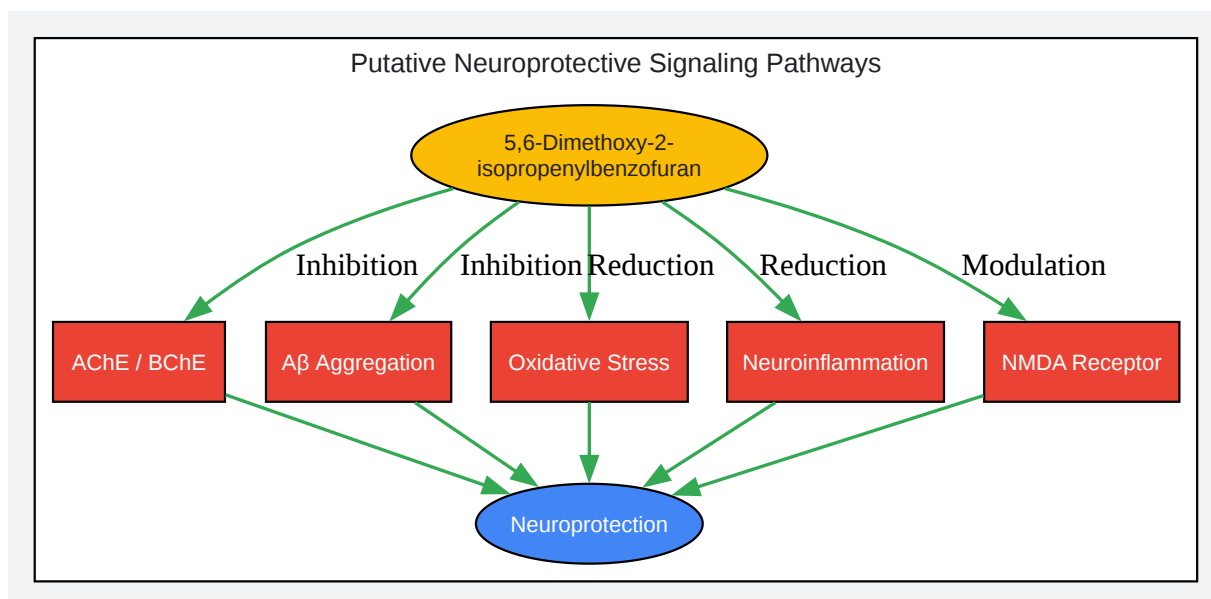 Putative Neuroprotective Signaling Pathways
5,6-Dimethoxy-2-
isopropenylbenzofuran
Inhibition
Inhibition
Reduction
Reduction
Modulation
AChE / BChE
Aβ Aggregation
Oxidative Stress
Neuroinflammation
NMDA Receptor
Neuroprotection